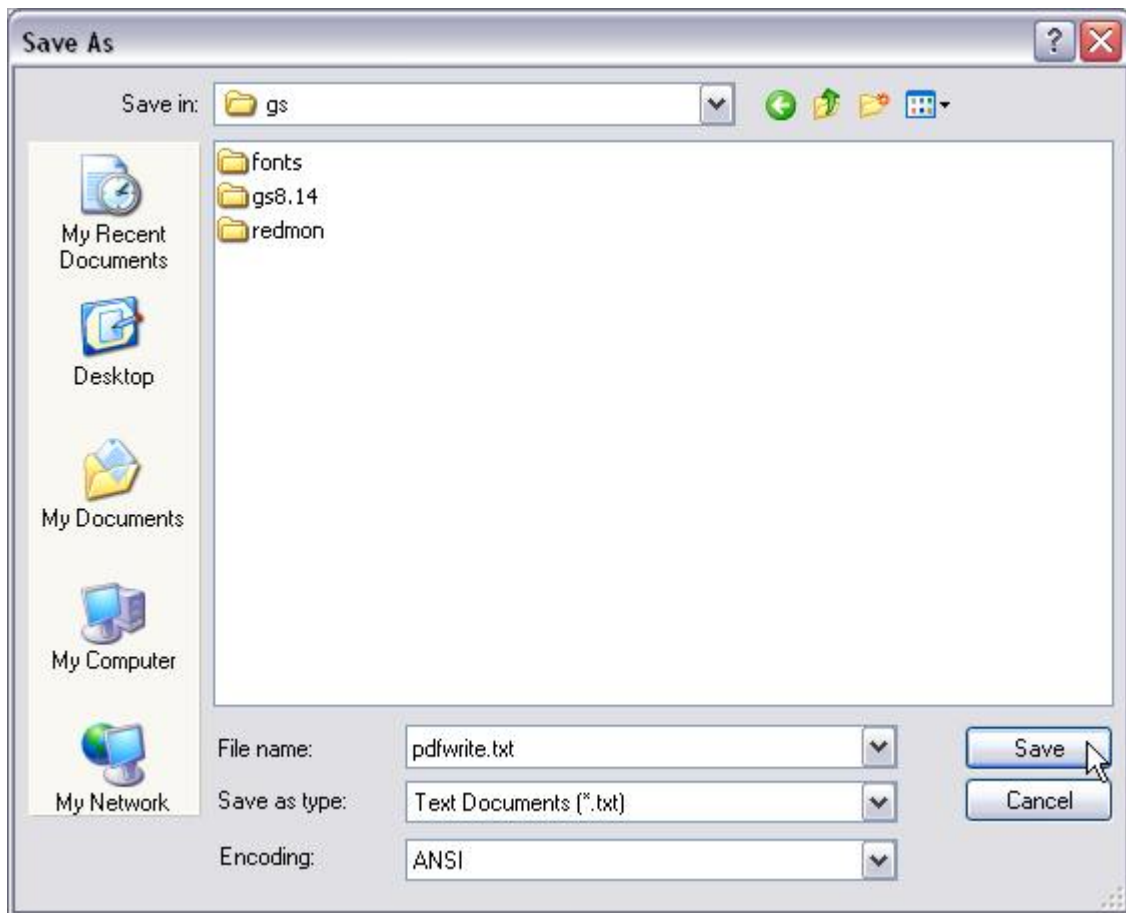 Save As
Save in:
gs
fonts
gs8.14
redmon
My Recent
Documents
Desktop
My Documents
My Computer
My Network
File name:
pdfwrite.txt
Save
Save as type:
Text Documents (*.txt)
Cancel
Encoding:
ANSI